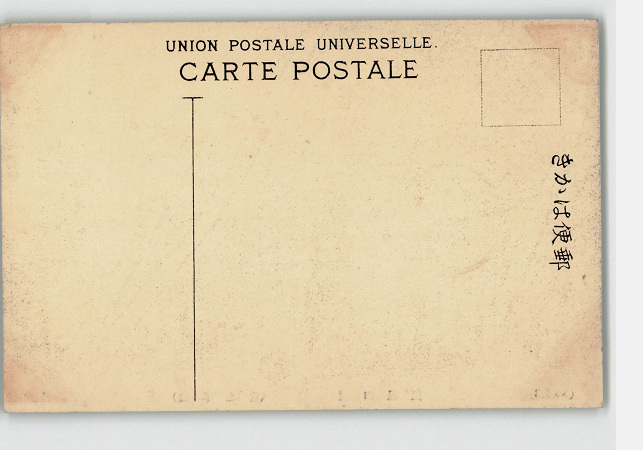 UNION POSTALE UNIVERSELLE.
CARTE POSTALE
きかは便郵